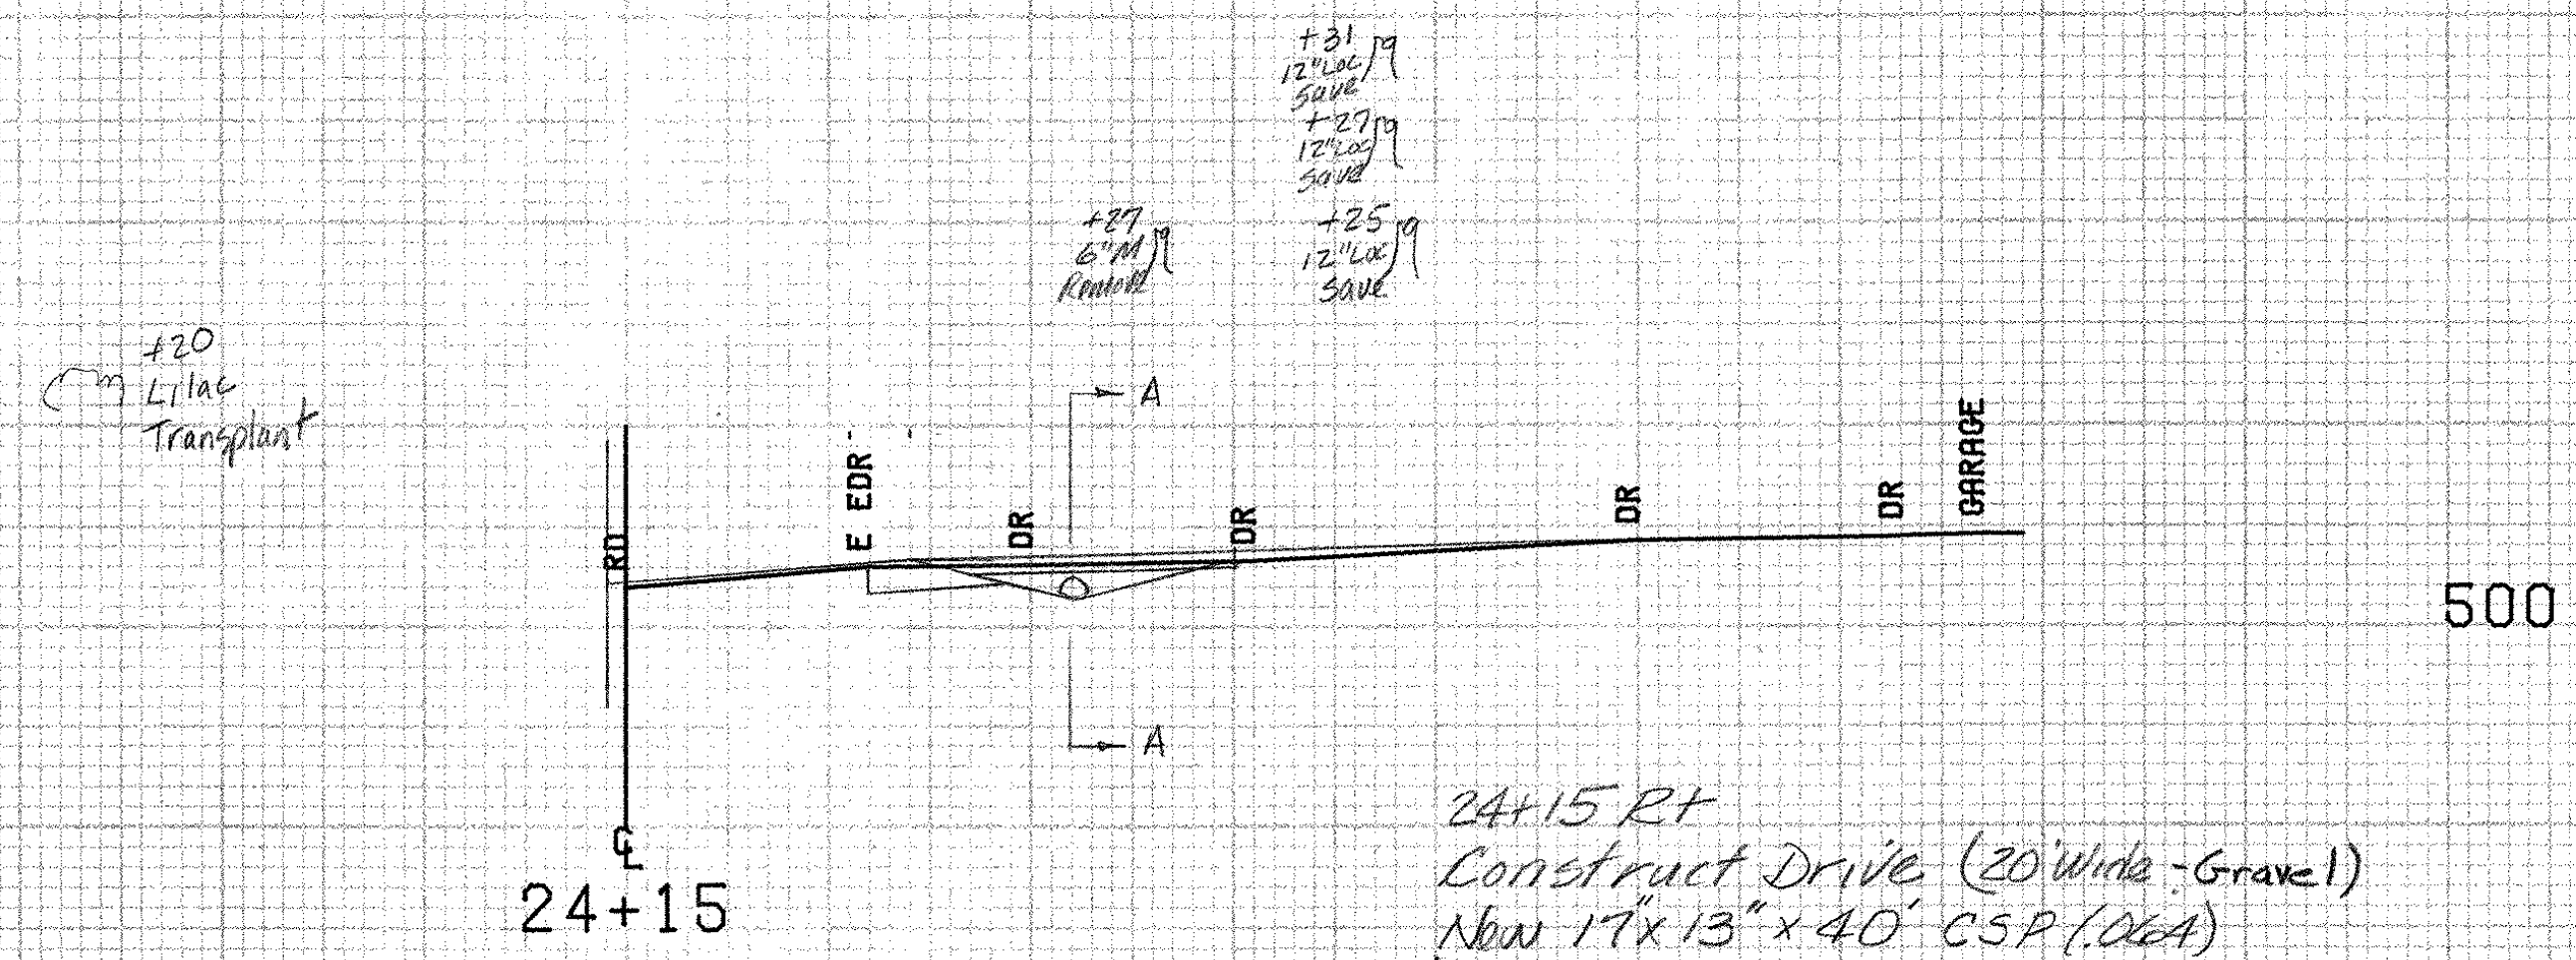 +31
12"Loc
Save
+27
12"Loc
Save
+27
6"M
Remove
+25
12"Loc
Save
+20
Lilac
Transplant
A
RD
E EDR
DR
DR
DR
DR
GARAGE
500
A
℄
24+15
24+15 Rt
Construct Drive (20' Wide - Gravel)
New 17"x 13" x 40' CSP (.064)